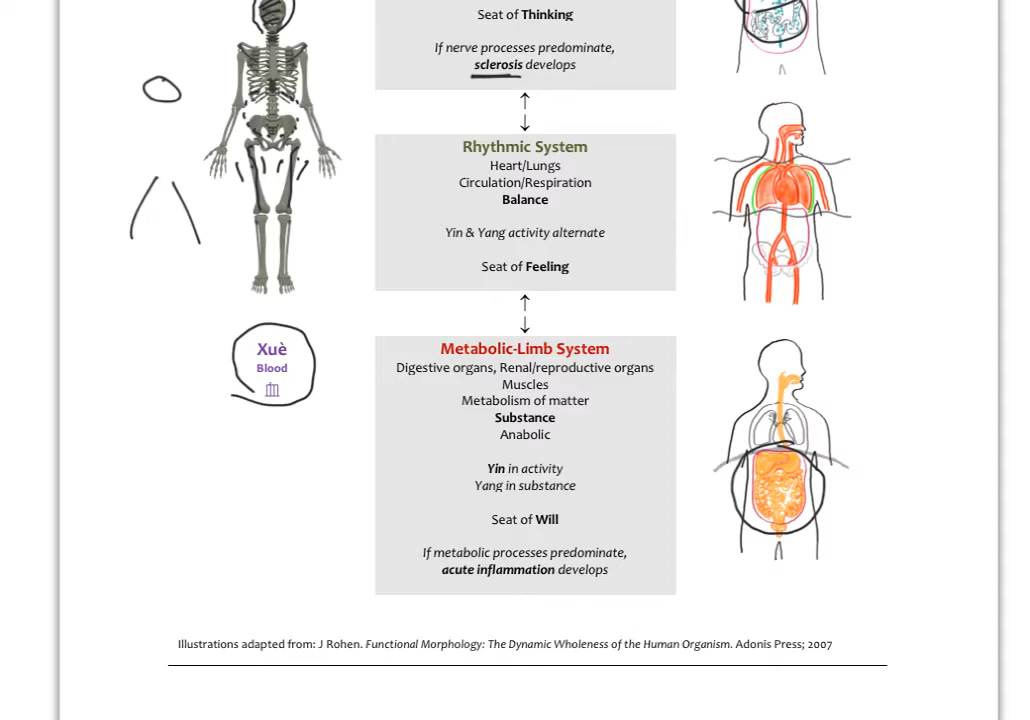 Seat of Thinking
If nerve processes predominate,
sclerosis develops
↑
↓
Rhythmic System
Heart/Lungs
Circulation/Respiration
Balance
Yin & Yang activity alternate
Seat of Feeling
↑
↓
Xuè
Blood
Metabolic-Limb System
Digestive organs, Renal/reproductive organs
Muscles
Metabolism of matter
Substance
Anabolic
Yin in activity
Yang in substance
Seat of Will
If metabolic processes predominate,
acute inflammation develops
Illustrations adapted from: J Rohen. Functional Morphology: The Dynamic Wholeness of the Human Organism. Adonis Press; 2007